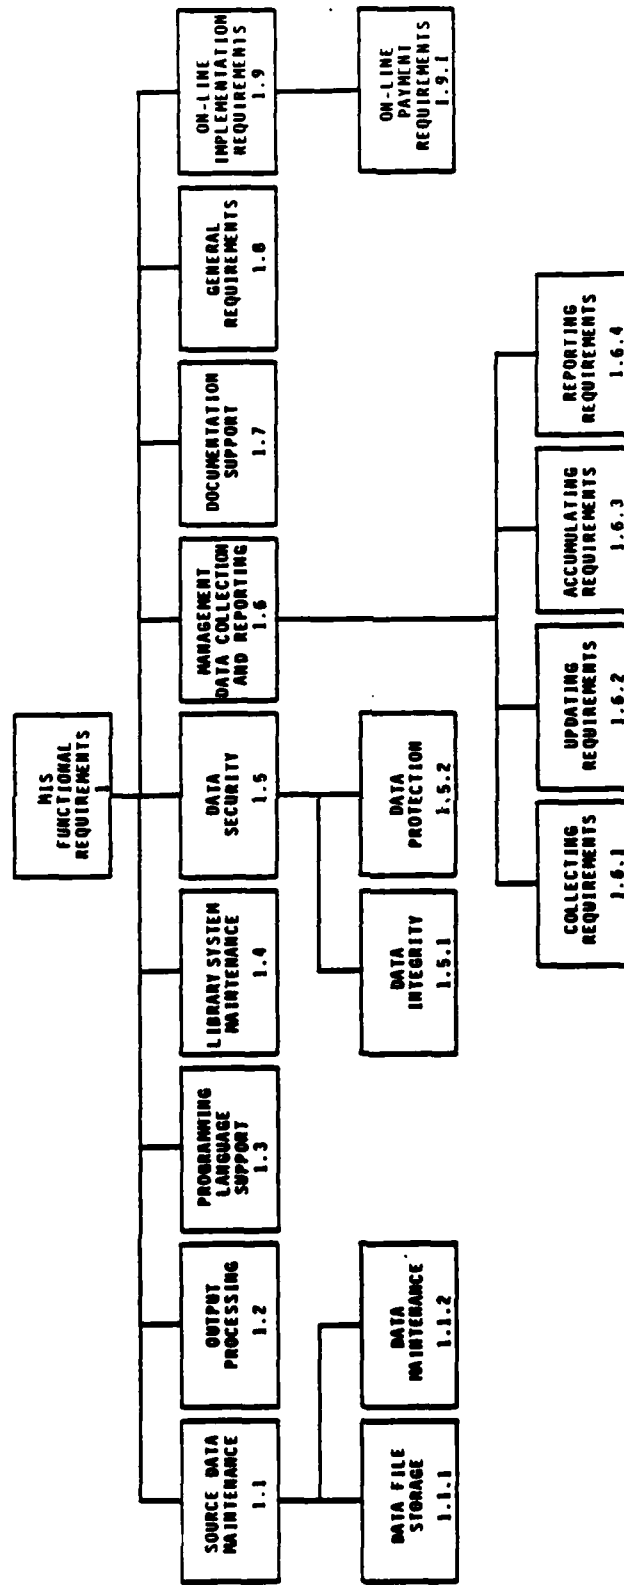 MIS
FUNCTIONAL
REQUIREMENTS
1
SOURCE DATA
MAINTENANCE
1.1
OUTPUT
PROCESSING
1.2
PROGRAMMING
LANGUAGE
SUPPORT
1.3
LIBRARY SYSTEM
MAINTENANCE
1.4
DATA
SECURITY
1.5
MANAGEMENT
DATA COLLECTION
AND REPORTING
1.6
DOCUMENTATION
SUPPORT
1.7
GENERAL
REQUIREMENTS
1.8
ON-LINE
IMPLEMENTATION
REQUIREMENTS
1.9
DATA FILE
STORAGE
1.1.1
DATA
MAINTENANCE
1.1.2
DATA
INTEGRITY
1.5.1
DATA
PROTECTION
1.5.2
ON-LINE
PAYMENT
REQUIREMENTS
1.9.1
COLLECTING
REQUIREMENTS
1.6.1
UPDATING
REQUIREMENTS
1.6.2
ACCUMULATING
REQUIREMENTS
1.6.3
REPORTING
REQUIREMENTS
1.6.4